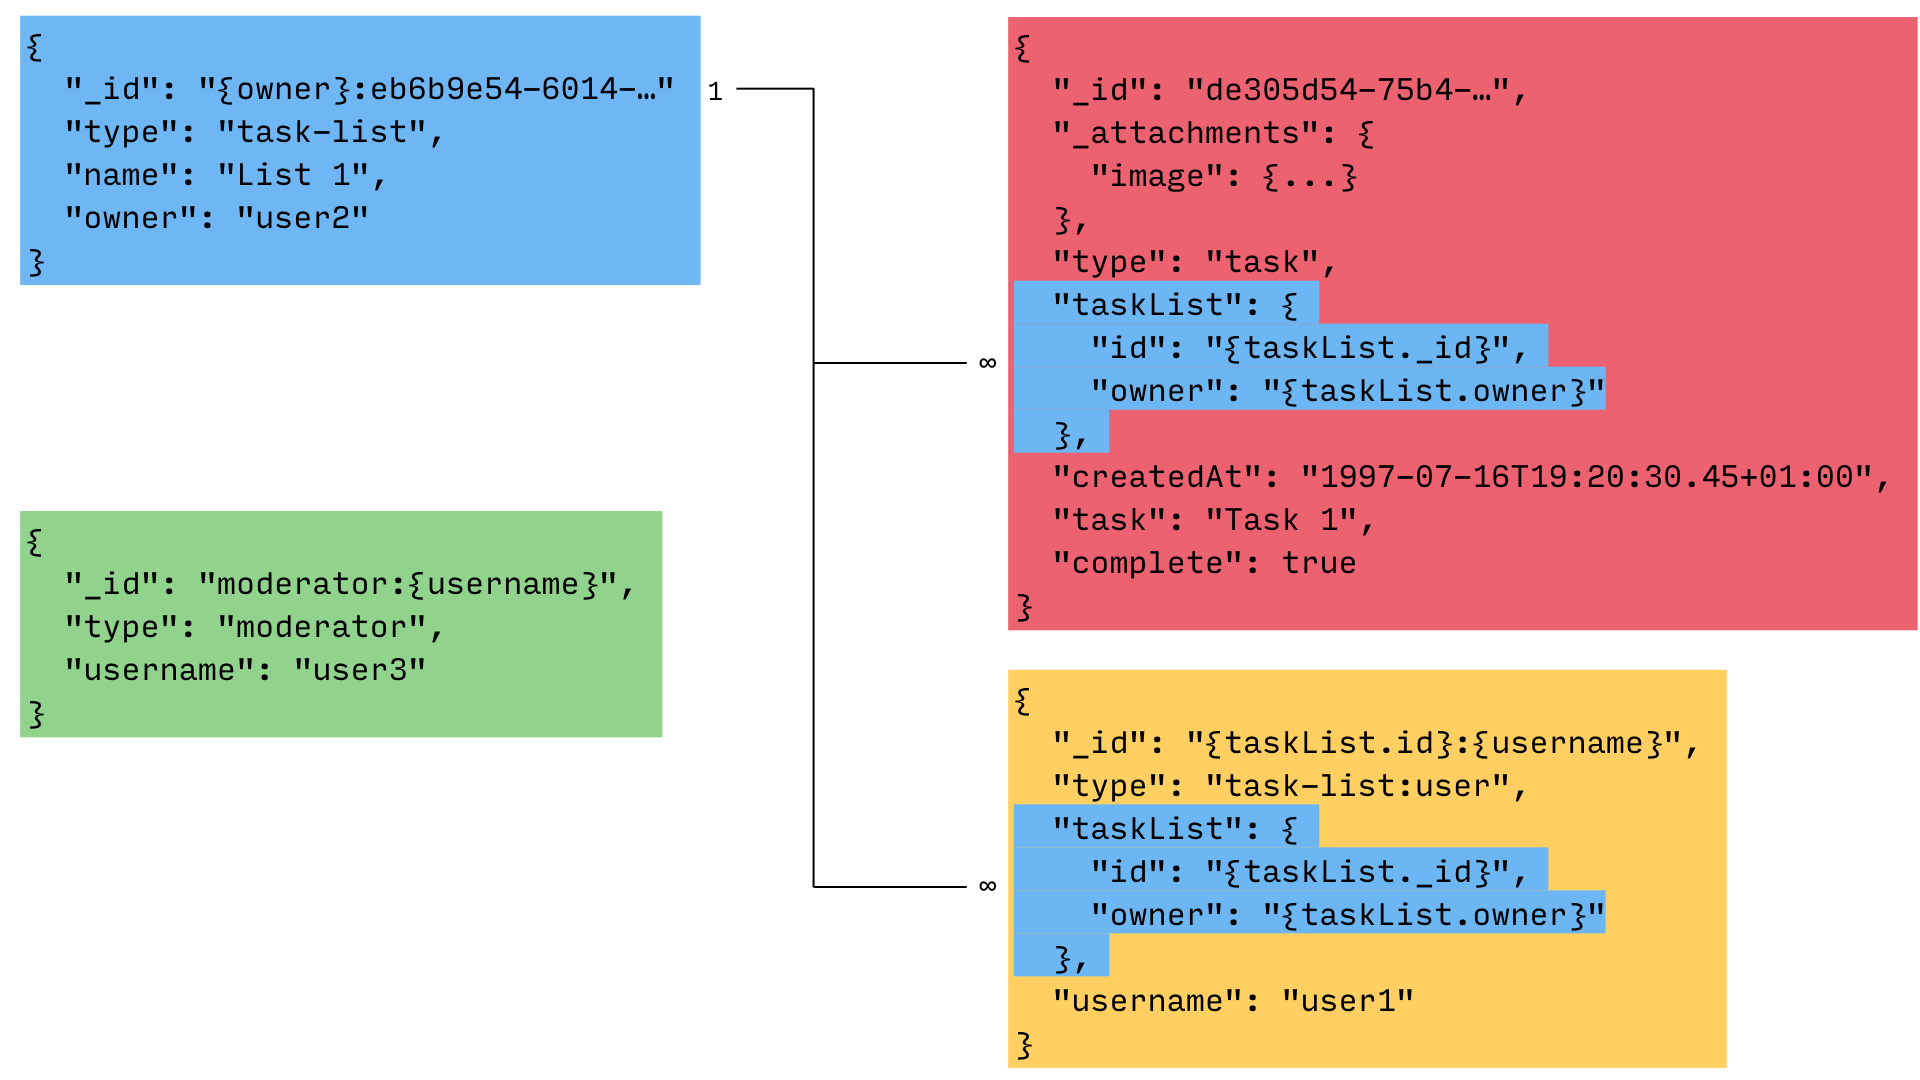 {
  "_id": "{owner}:eb6b9e54-6014-…"
  "type": "task-list",
  "name": "List 1",
  "owner": "user2"
}
1
∞
∞
{
  "_id": "moderator:{username}",
  "type": "moderator",
  "username": "user3"
}
{
  "_id": "de305d54-75b4-…",
  "_attachments": {
    "image": {...}
  },
  "type": "task",
  "taskList": {
    "id": "{taskList._id}",
    "owner": "{taskList.owner}"
  },
  "createdAt": "1997-07-16T19:20:30.45+01:00",
  "task": "Task 1",
  "complete": true
}
{
  "_id": "{taskList.id}:{username}",
  "type": "task-list:user",
  "taskList": {
    "id": "{taskList._id}",
    "owner": "{taskList.owner}"
  },
  "username": "user1"
}